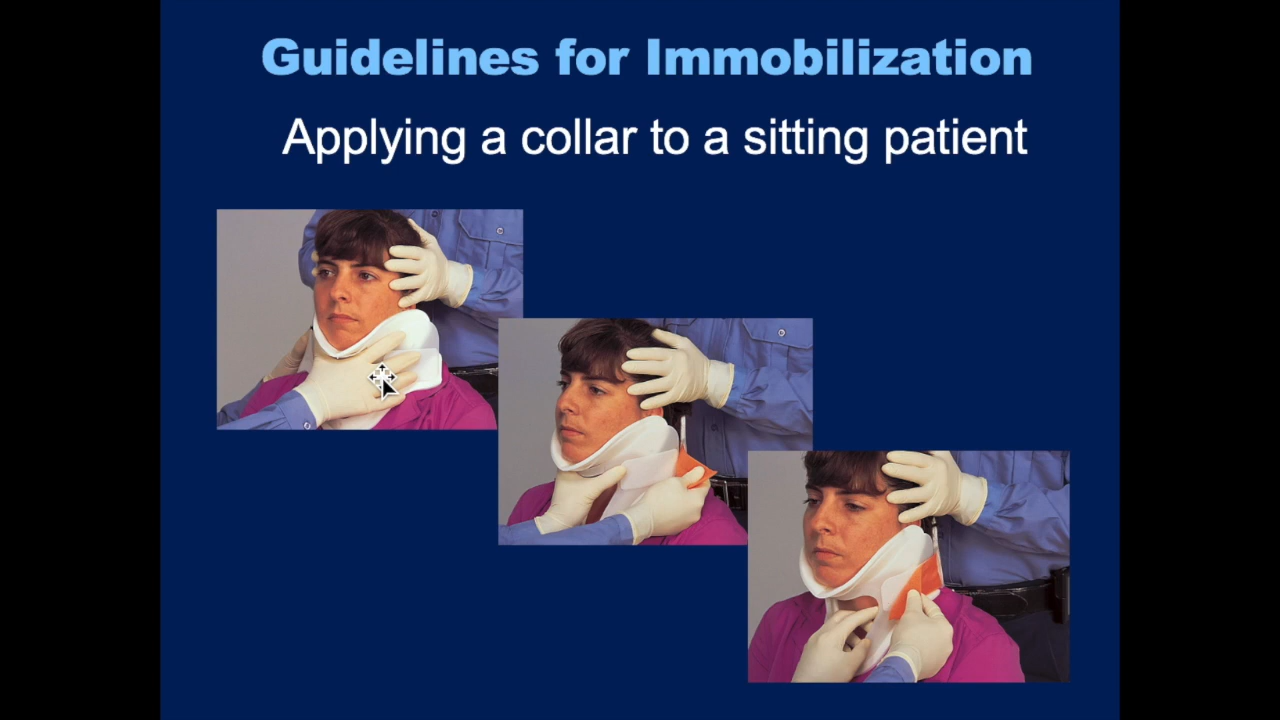 Guidelines for Immobilization
Applying a collar to a sitting patient